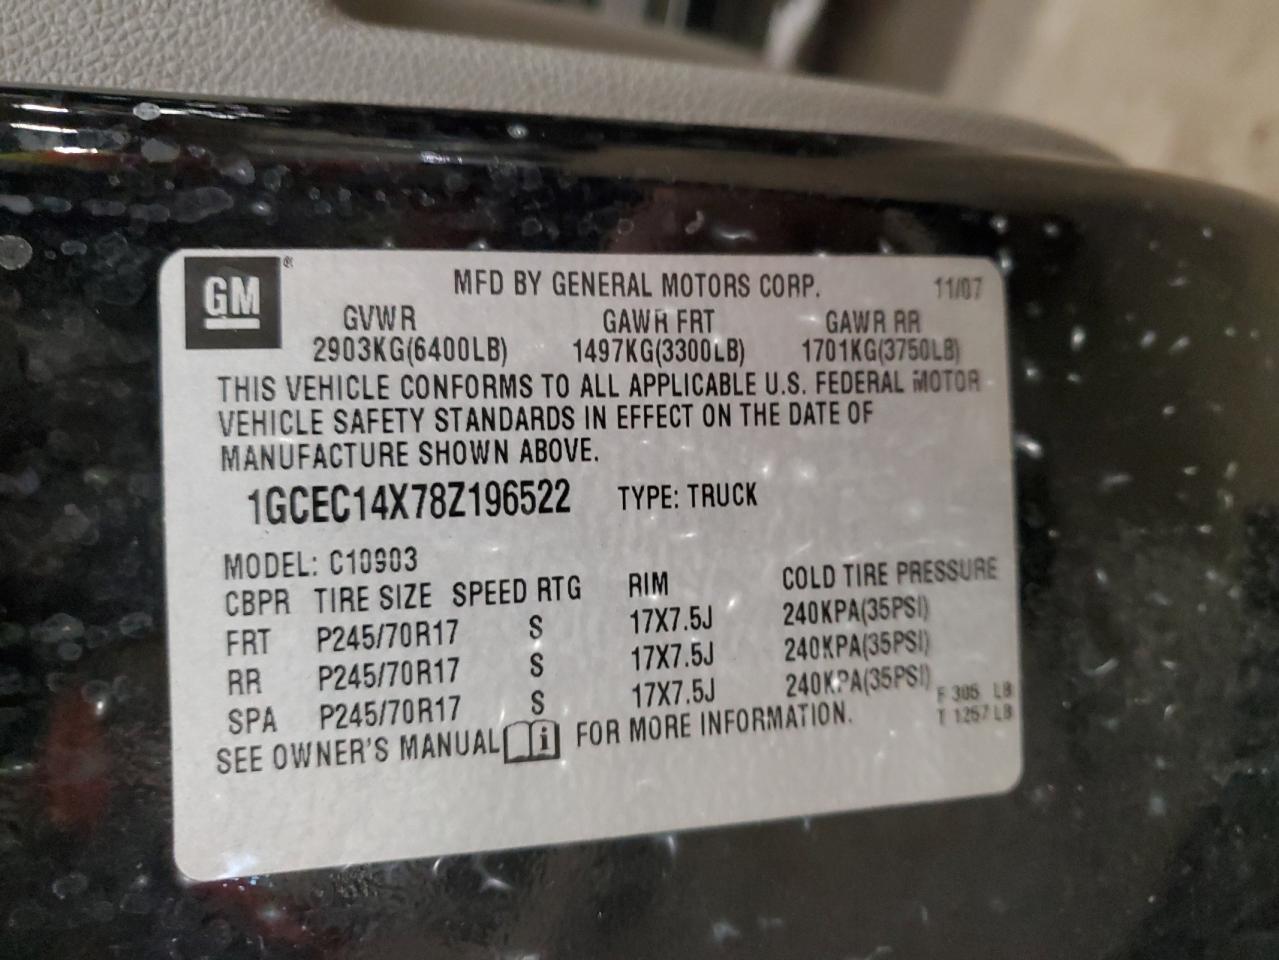 GM ®
MFD BY GENERAL MOTORS CORP. 11/07
GVWR GAWR FRT GAWR RR
2903KG(6400LB) 1497KG(3300LB) 1701KG(3750LB)
THIS VEHICLE CONFORMS TO ALL APPLICABLE U.S. FEDERAL MOTOR
VEHICLE SAFETY STANDARDS IN EFFECT ON THE DATE OF
MANUFACTURE SHOWN ABOVE.
1GCEC14X78Z196522 TYPE: TRUCK
MODEL: C10903
CBPR TIRE SIZE SPEED RTG RIM COLD TIRE PRESSURE
FRT P245/70R17 S 17X7.5J 240KPA(35PSI)
RR P245/70R17 S 17X7.5J 240KPA(35PSI)
SPA P245/70R17 S 17X7.5J 240KPA(35PSI)
F 305 LB
T 1257 LB
SEE OWNER'S MANUAL i FOR MORE INFORMATION.